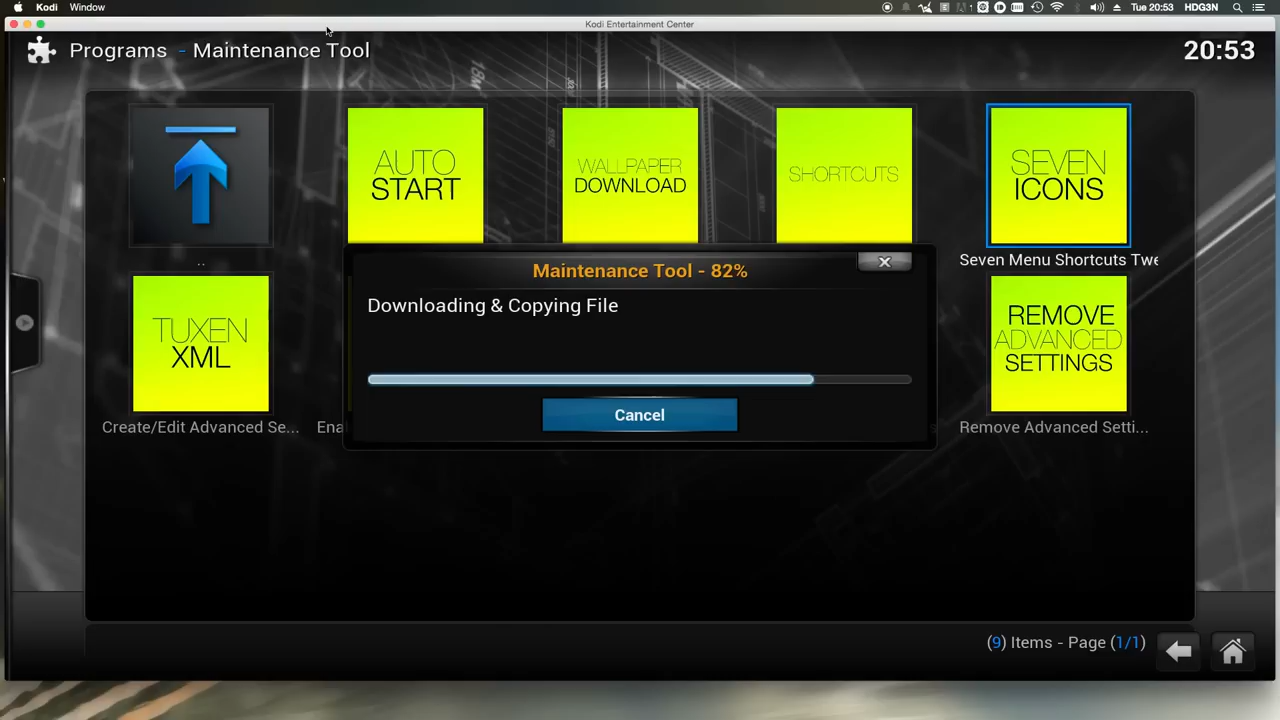 Kodi Window
Tue 20:53 HDG3N
Kodi Entertainment Center
Programs - Maintenance Tool
20:53
AUTO
START
WALLPAPER
DOWNLOAD
SHORTCUTS
SEVEN
ICONS
..
Seven Menu Shortcuts Twe
Maintenance Tool - 82%
Downloading & Copying File
Cancel
TUXEN
XML
REMOVE
ADVANCED
SETTINGS
Create/Edit Advanced Se...
Ena
Remove Advanced Setti...
(9) Items - Page (1/1)